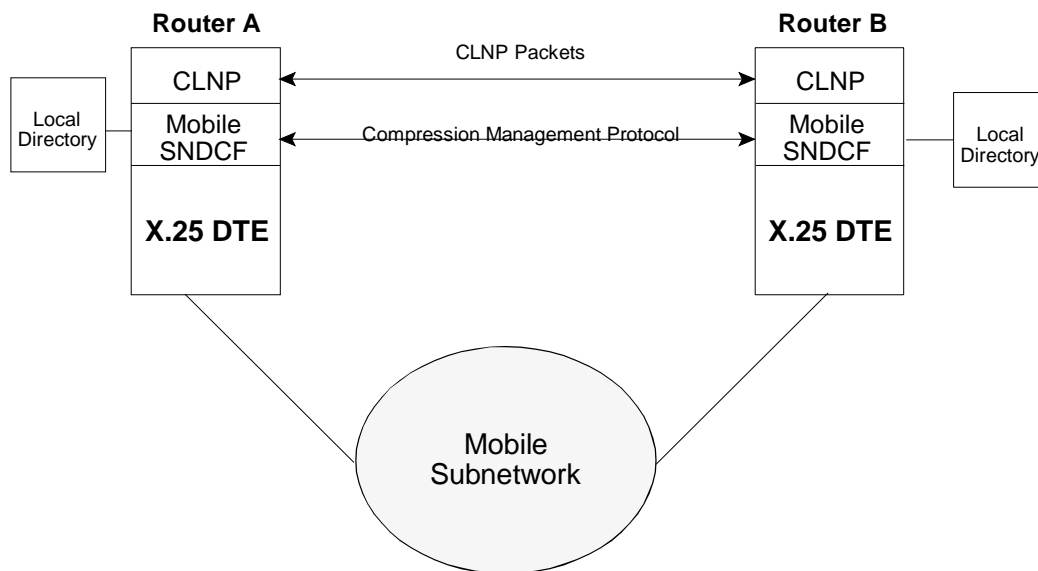 Router A
Router B
CLNP Packets
CLNP
CLNP
Local
Directory
Mobile
SNDCF
Compression Management Protocol
Mobile
SNDCF
Local
Directory
X.25 DTE
X.25 DTE
Mobile
Subnetwork